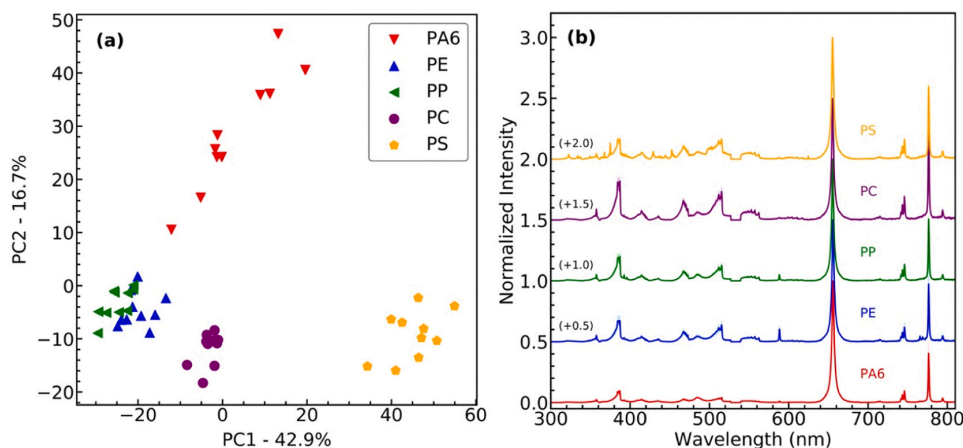 (a)
PA6
PE
PP
PC
PS
50
40
30
20
10
0
−10
−20
PC2 - 16.7%
−20
0
20
40
60
PC1 - 42.9%
(b)
3.0
2.5
2.0
1.5
1.0
0.5
0.0
Normalized Intensity
(+2.0)
PS
(+1.5)
PC
(+1.0)
PP
(+0.5)
PE
PA6
300
400
500
600
700
800
Wavelength (nm)